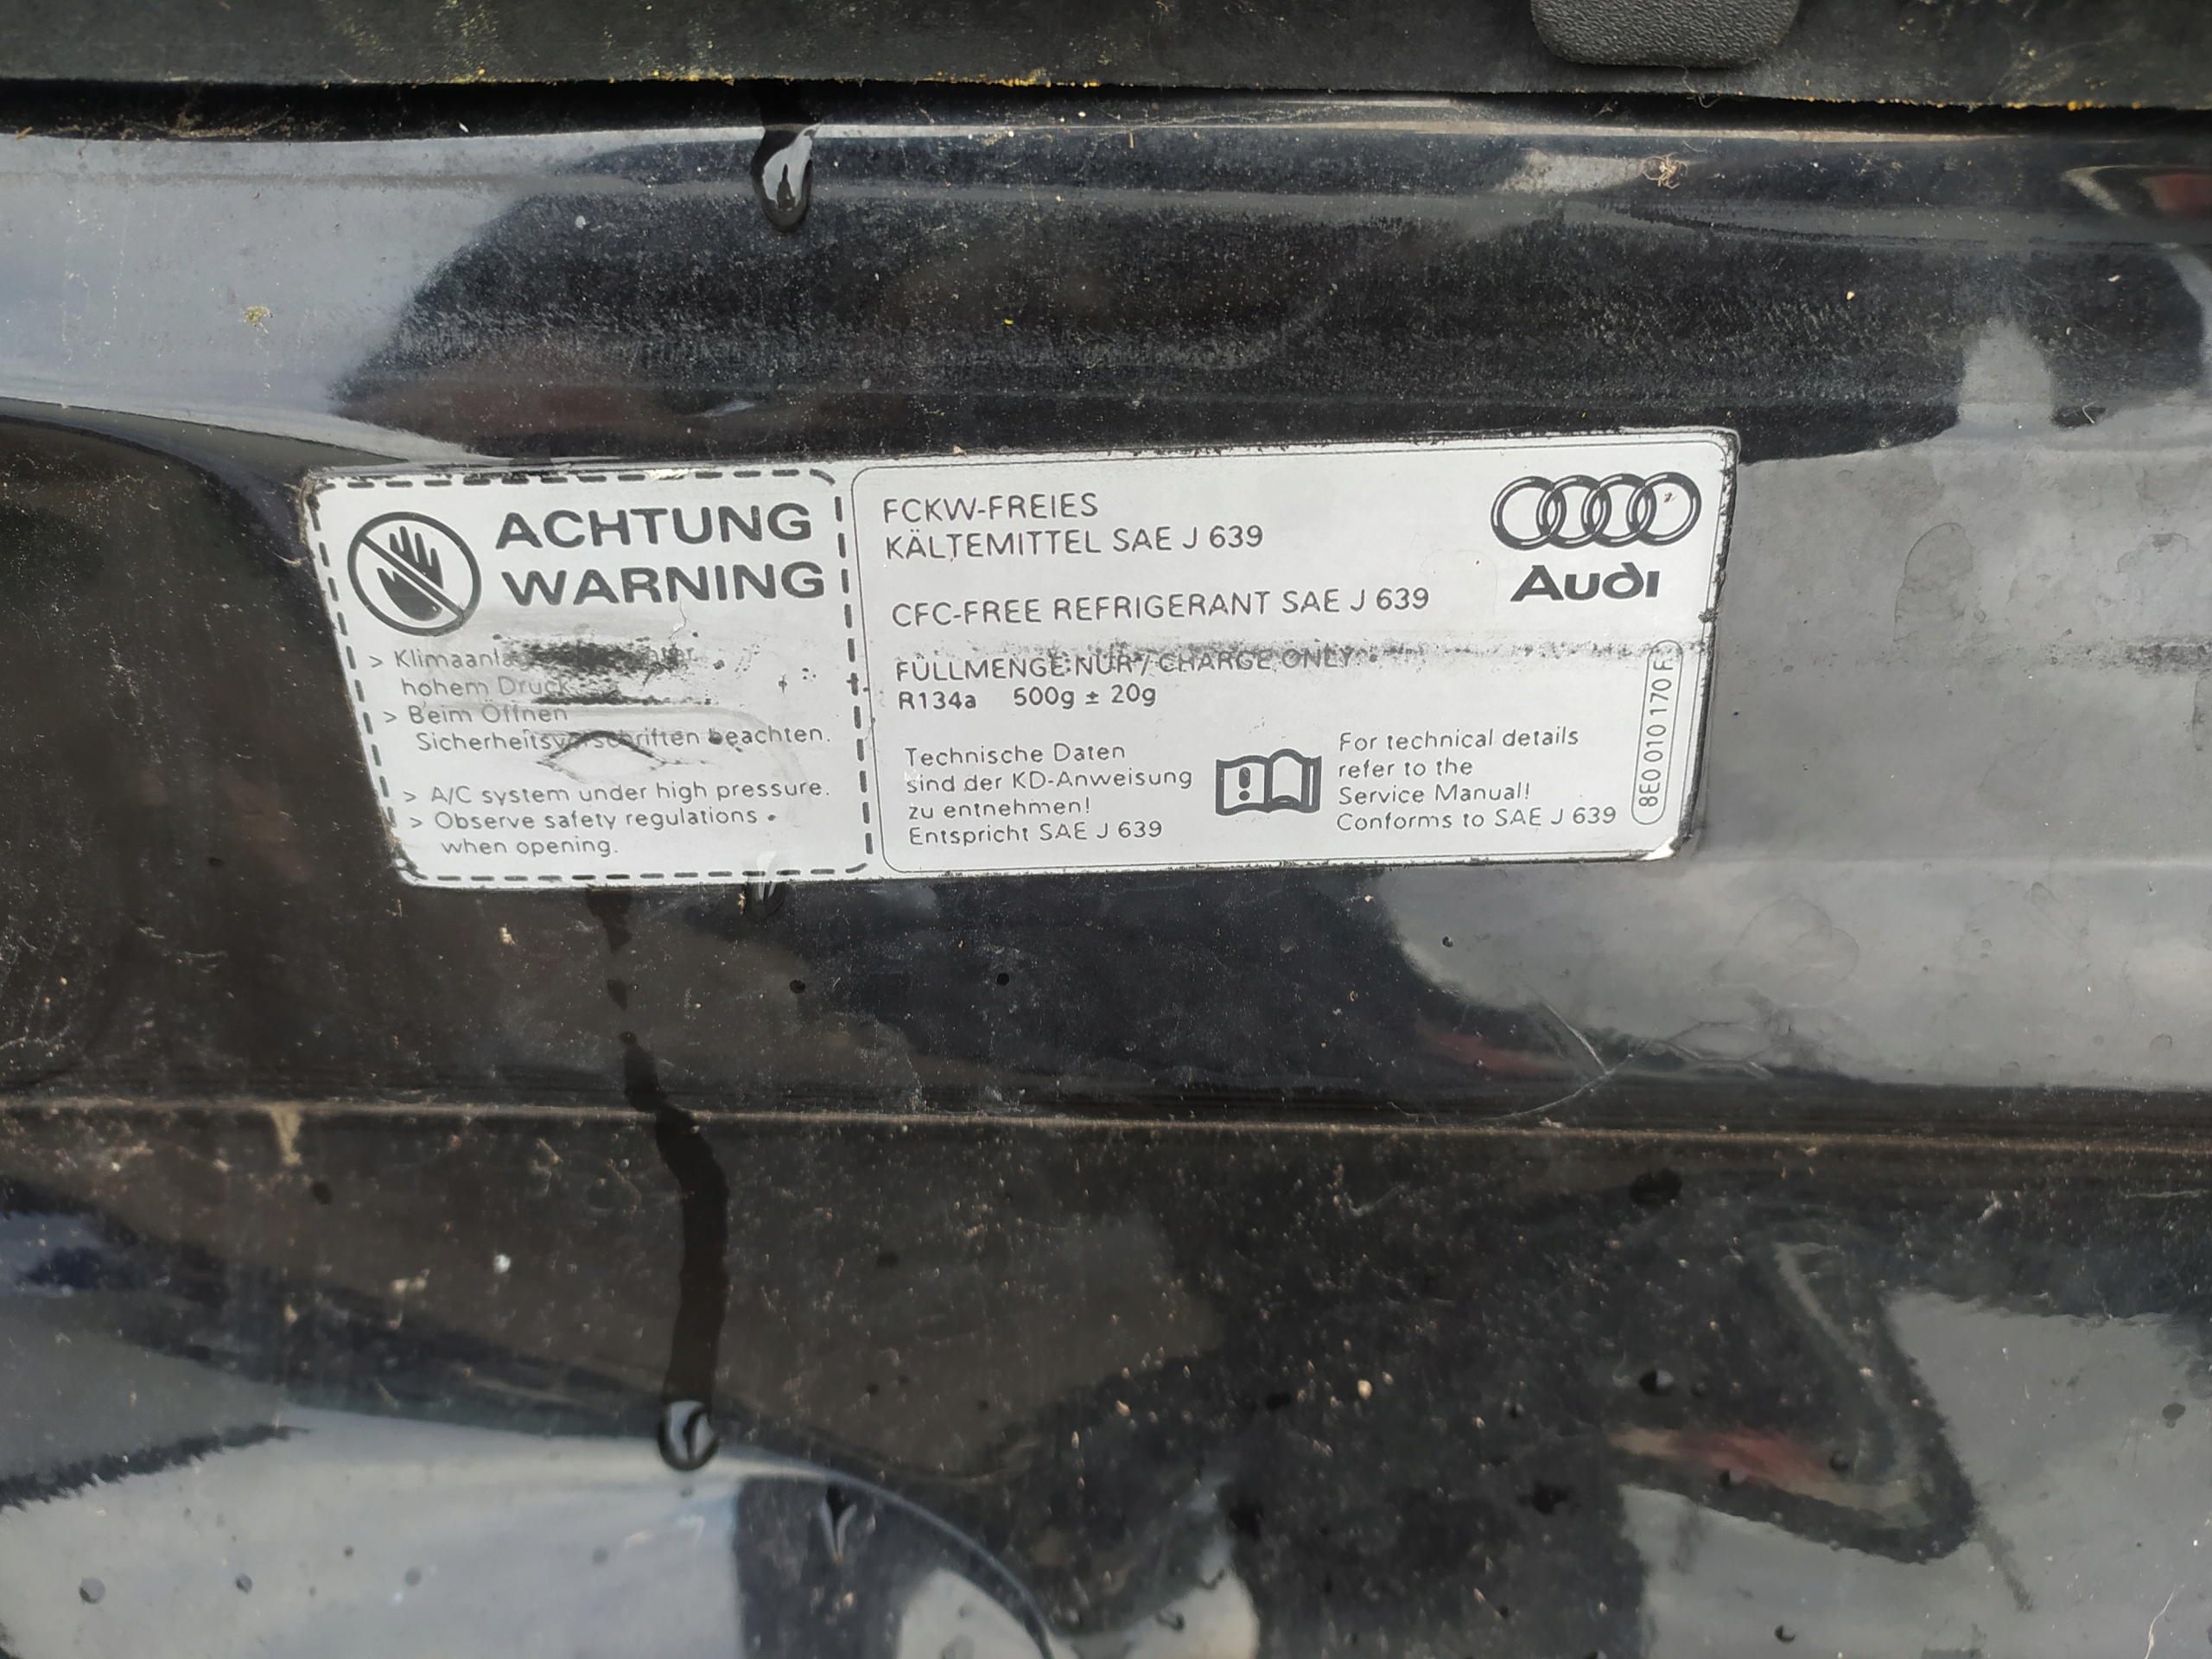 ACHTUNG
WARNING
> Klimaanlage
hohem Druck
> Beim Öffnen
Sicherheitsvorschriften beachten.
> A/C system under high pressure.
> Observe safety regulations
when opening.
FCKW-FREIES
KÄLTEMITTEL SAE J 639
CFC-FREE REFRIGERANT SAE J 639
FÜLLMENGE:NUR / CHARGE ONLY
R134a 500g ± 20g
Technische Daten
sind der KD-Anweisung
zu entnehmen!
Entspricht SAE J 639
For technical details
refer to the
Service Manual!
Conforms to SAE J 639
Audi
8E0 010 170 F